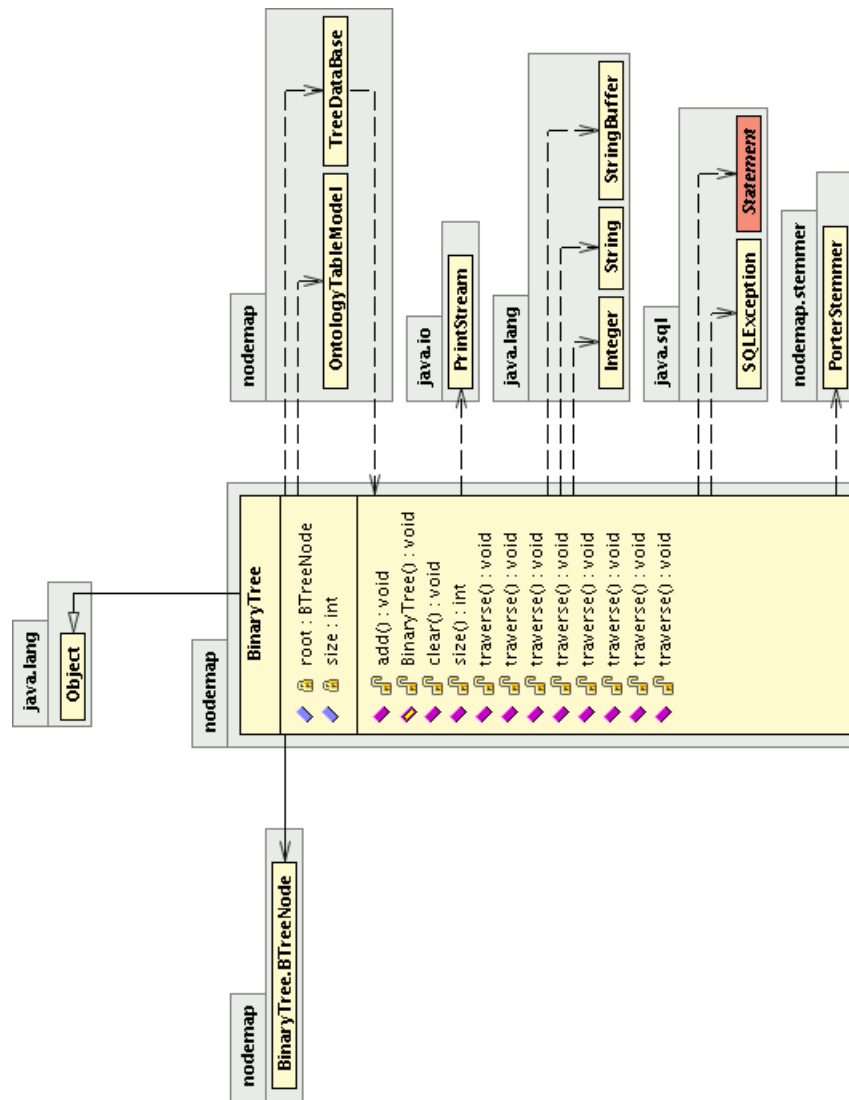 java.lang
Object
nodemap
BinaryTree.BTreeNode
nodemap
BinaryTree
root : BTreeNode
size : int
add() : void
BinaryTree() : void
clear() : void
size() : int
traverse() : void
traverse() : void
traverse() : void
traverse() : void
traverse() : void
traverse() : void
traverse() : void
traverse() : void
nodemap
OntologyTableModel
TreeDataBase
java.io
PrintStream
java.lang
Integer
String
StringBuffer
java.sql
SQLException
Statement
nodemap.stemmer
PorterStemmer